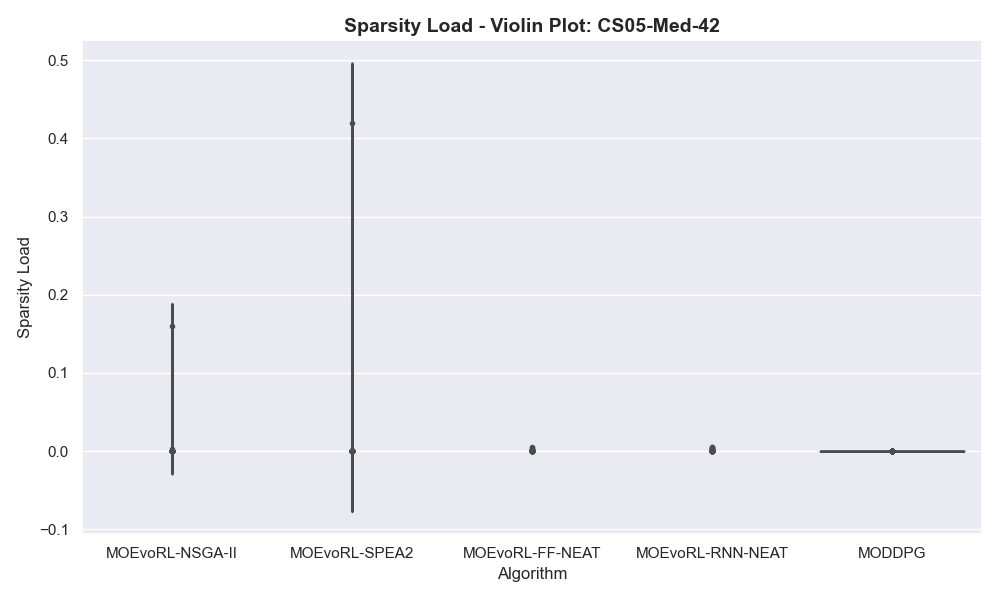 Sparsity Load - Violin Plot: CS05-Med-42
Sparsity Load
0.5
0.4
0.3
0.2
0.1
0.0
−0.1
MOEvoRL-NSGA-II MOEvoRL-SPEA2 MOEvoRL-FF-NEAT MOEvoRL-RNN-NEAT MODDPG
Algorithm